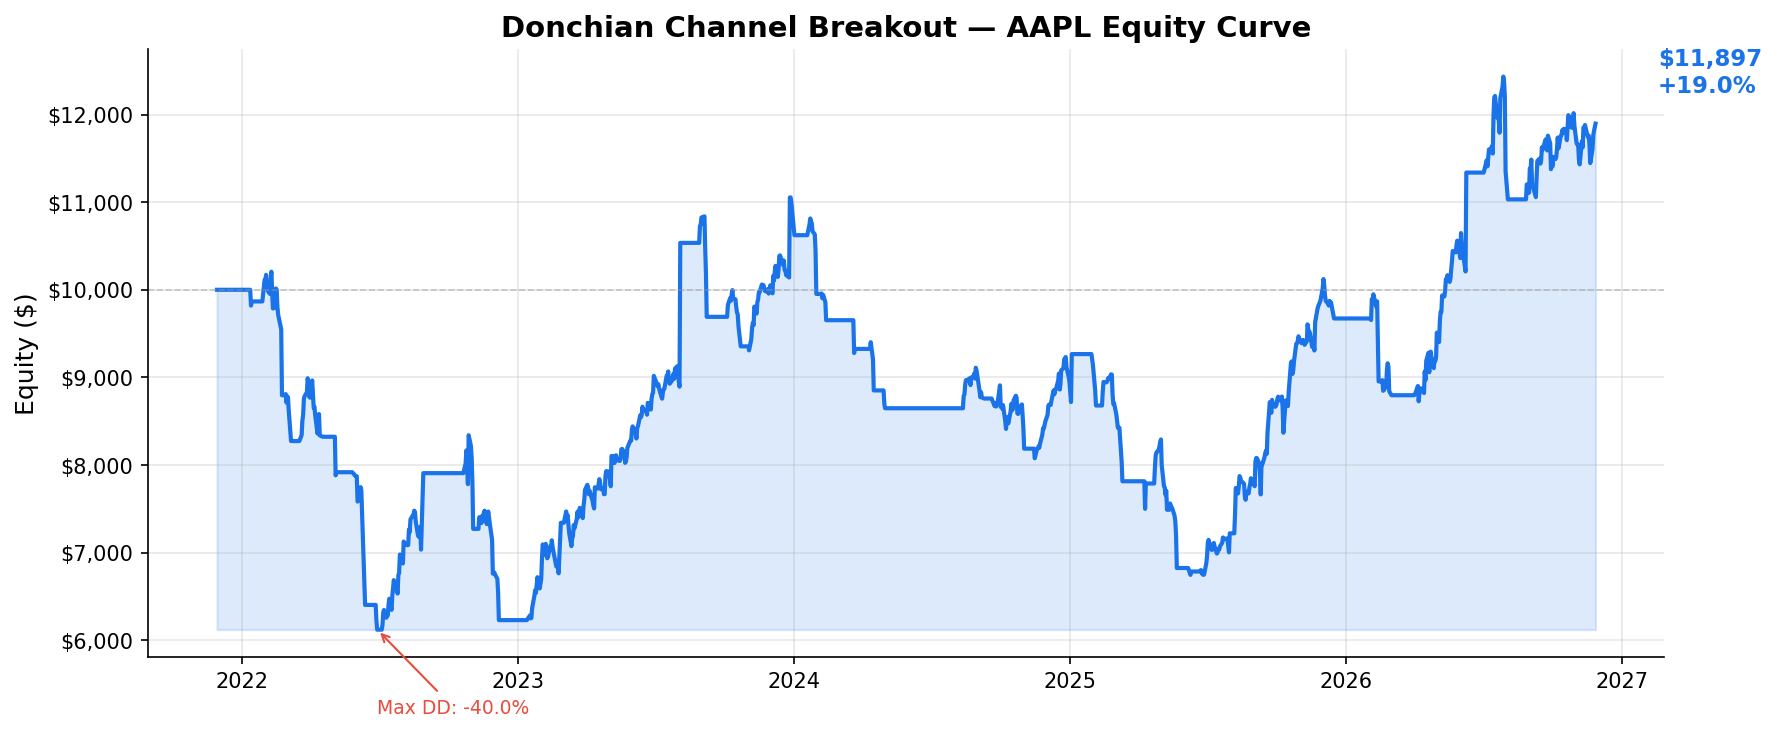 Donchian Channel Breakout — AAPL Equity Curve
$11,897
+19.0%
Equity ($)
$12,000
$11,000
$10,000
$9,000
$8,000
$7,000
$6,000
2022 2023 2024 2025 2026 2027
Max DD: -40.0%